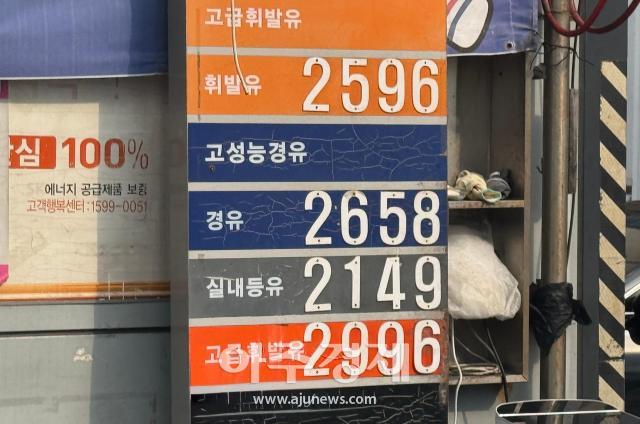 고급휘발유
휘발유 2596
고성능경유
경유 2658
실내등유 2149
고급휘발유 2996
심 100%
에너지 공급제품 보증
고객행복센터:1599-0051
아주경제
www.ajunews.com